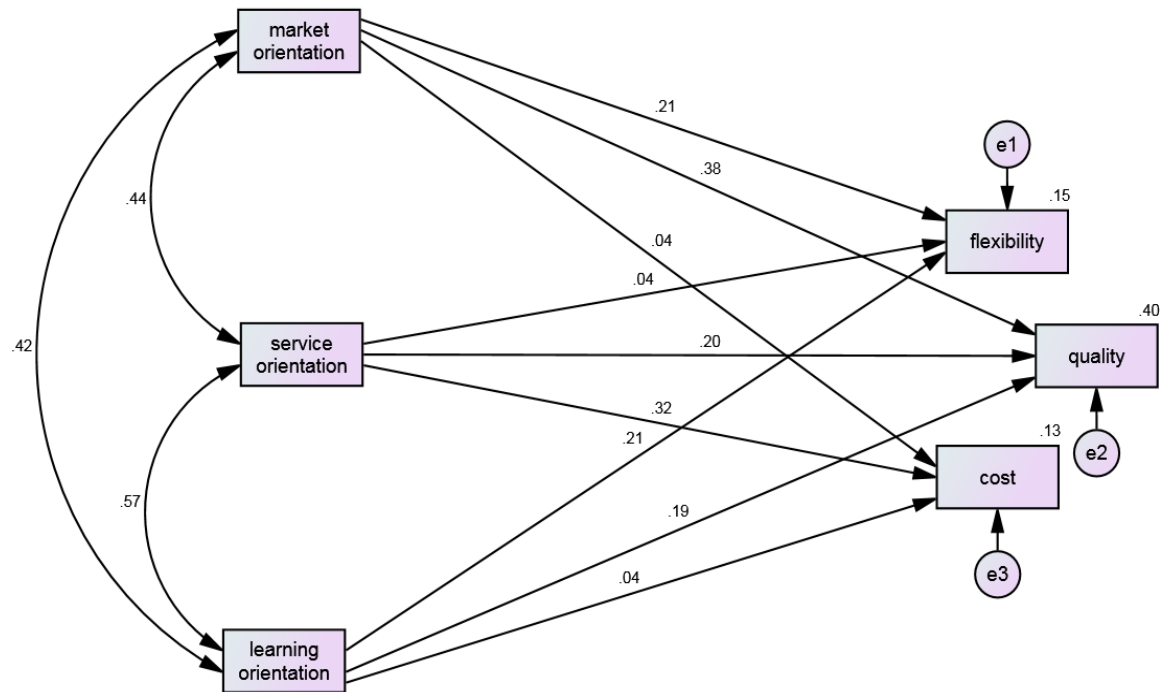 market
orientation
.21
e1
.38
.15
.44
flexibility
.04
.04
.40
service
orientation
.20
quality
.42
.32
.21
.13
e2
cost
.57
.19
e3
.04
learning
orientation